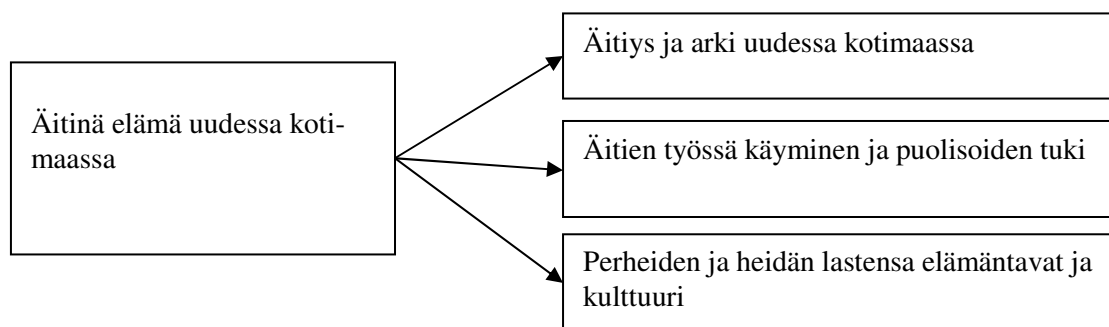 Äitinä elämä uudessa koti-
maassa
Äitiys ja arki uudessa kotimaassa
Äitien työssä käyminen ja puolisoiden tuki
Perheiden ja heidän lastensa elämäntavat ja
kulttuuri